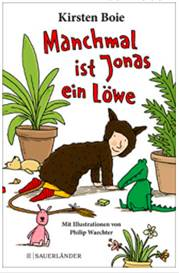 Kirsten Boie
Manchmal
ist Jonas
ein Löwe
Mit Illustrationen von
Philip Waechter
SAUERLÄNDER